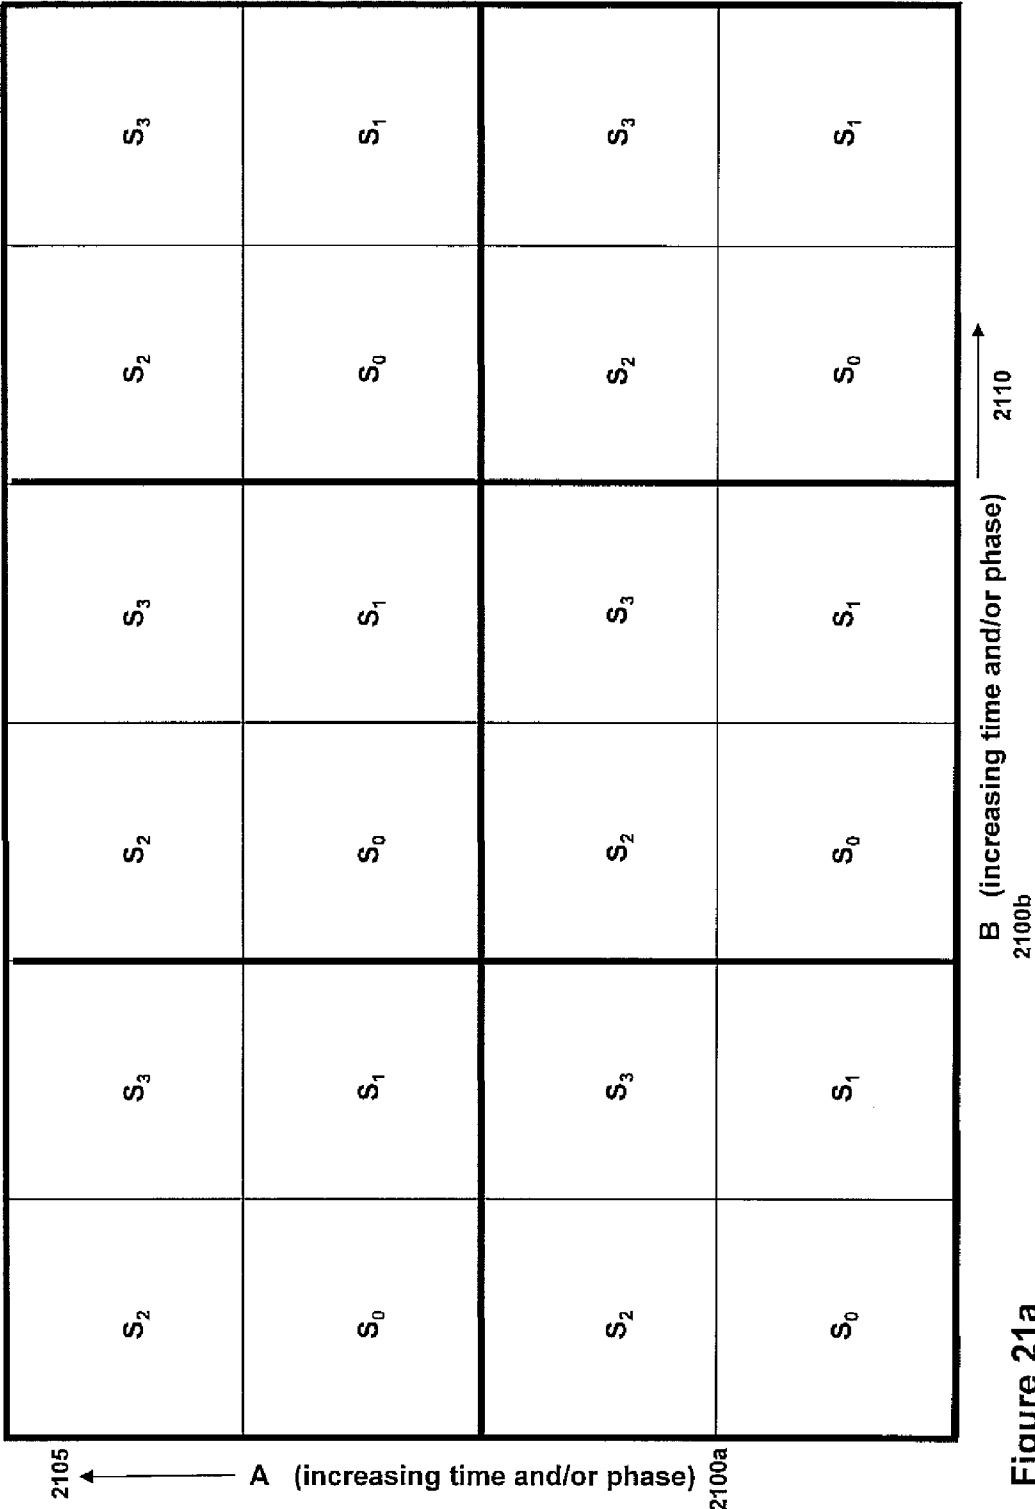 2105
S₂ S₃ S₂ S₃ S₂ S₃
S₀ S₁ S₀ S₁ S₀ S₁
A (increasing time and/or phase)
S₂ S₃ S₂ S₃ S₂ S₃
S₀ S₁ S₀ S₁ S₀ S₁
2100a
B (increasing time and/or phase)
2110
2100b
Figure 21a